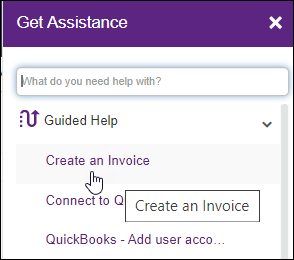 Get Assistance
What do you need help with?
Guided Help
Create an Invoice
Connect to Q
Create an Invoice
QuickBooks - Add user acco...